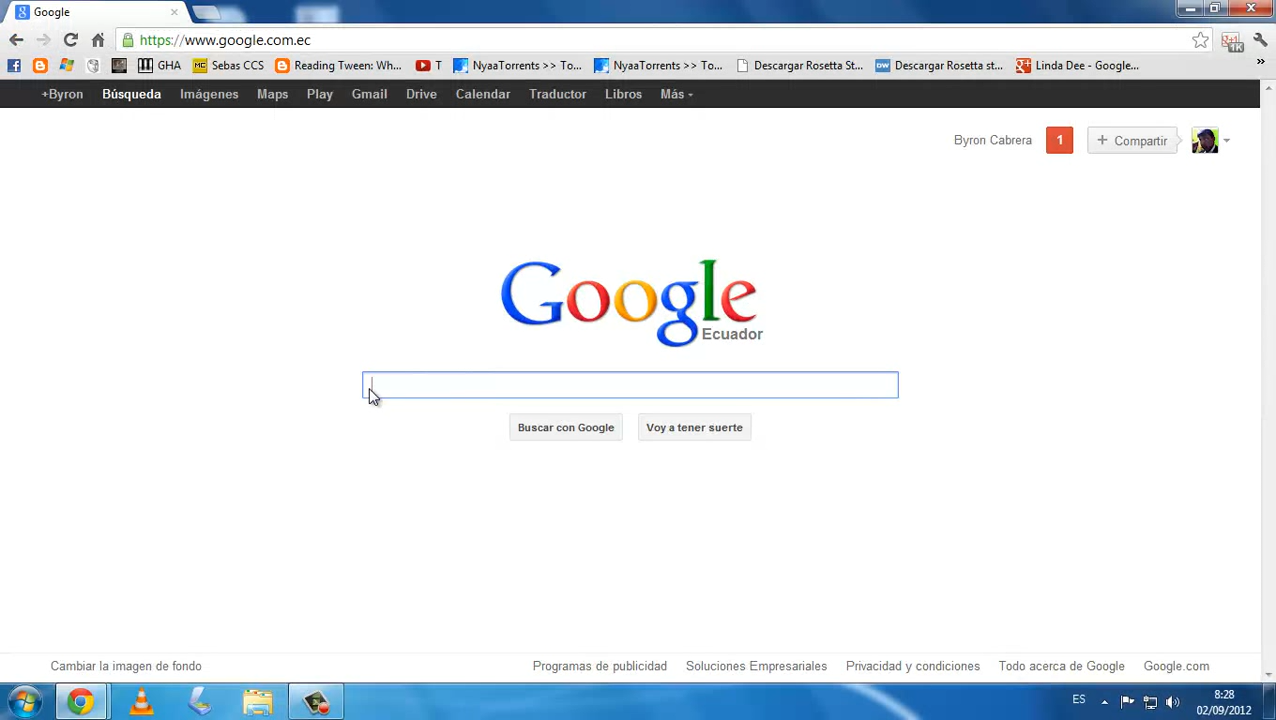 Google
https://www.google.com.ec
GHA Sebas CCS Reading Tween: Wh... T NyaaTorrents >> To... NyaaTorrents >> To... Descargar Rosetta St... Descargar Rosetta st... Linda Dee - Google... »
+Byron Búsqueda Imágenes Maps Play Gmail Drive Calendar Traductor Libros Más
Byron Cabrera 1 + Compartir
Google
Ecuador
Buscar con Google Voy a tener suerte
Cambiar la imagen de fondo Programas de publicidad Soluciones Empresariales Privacidad y condiciones Todo acerca de Google Google.com
ES 8:28
02/09/2012